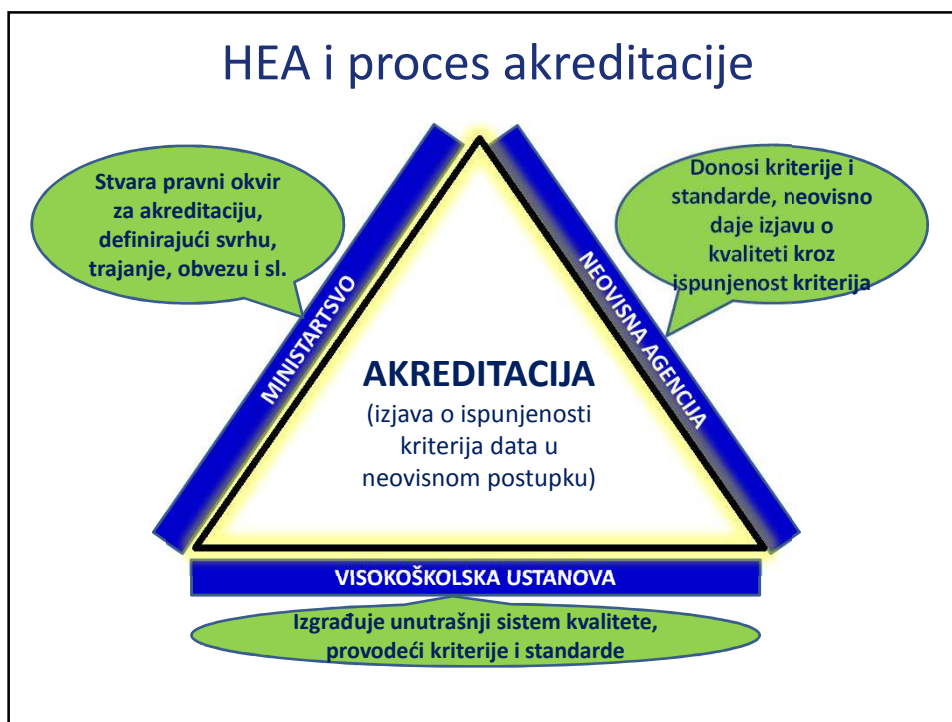 HEA i proces akreditacije
Stvara pravni okvir
za akreditaciju,
definirajući svrhu,
trajanje, obvezu i sl.
Donosi kriterije i
standarde, neovisno
daje izjavu o
kvaliteti kroz
ispunjenost kriterija
MINISTARTSVO
NEOVISNA AGENCIJA
AKREDITACIJA
(izjava o ispunjenosti
kriterija data u
neovisnom postupku)
VISOKOŠKOLSKA USTANOVA
Izgrađuje unutrašnji sistem kvalitete,
provodeći kriterije i standarde